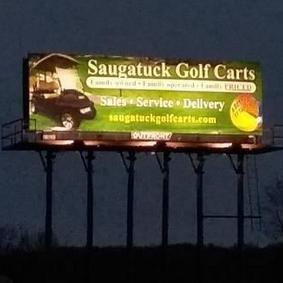 Saugatuck Golf Carts
Family owned • Family operated • Family PRICED
Sales • Service • Delivery
saugatuckgolfcarts.com
OUTFRONT